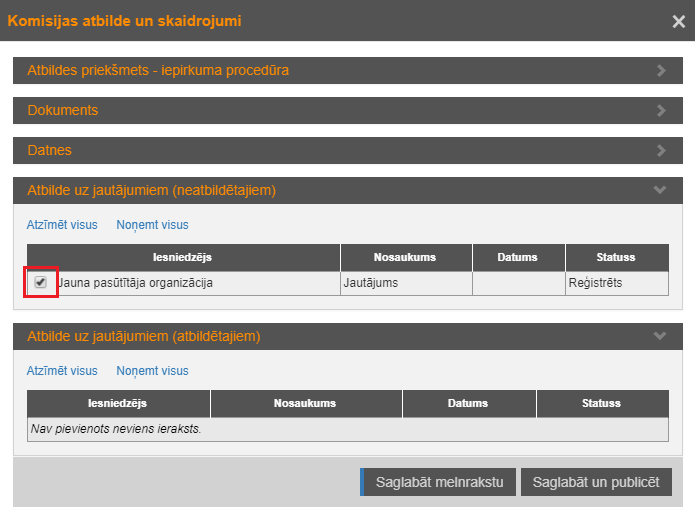 Komisijas atbilde un skaidrojumi
Atbildes priekšmets - iepirkuma procedūra
Dokuments
Datnes
Atbilde uz jautājumiem (neatbildētajiem)
Atzīmēt visus Noņemt visus
Iesniedzējs Nosaukums Datums Statuss
Jauna pasūtītāja organizācija Jautājums Reģistrēts
Atbilde uz jautājumiem (atbildētajiem)
Atzīmēt visus Noņemt visus
Iesniedzējs Nosaukums Datums Statuss
Nav pievienots neviens ieraksts.
Saglabāt melnrakstu Saglabāt un publicēt